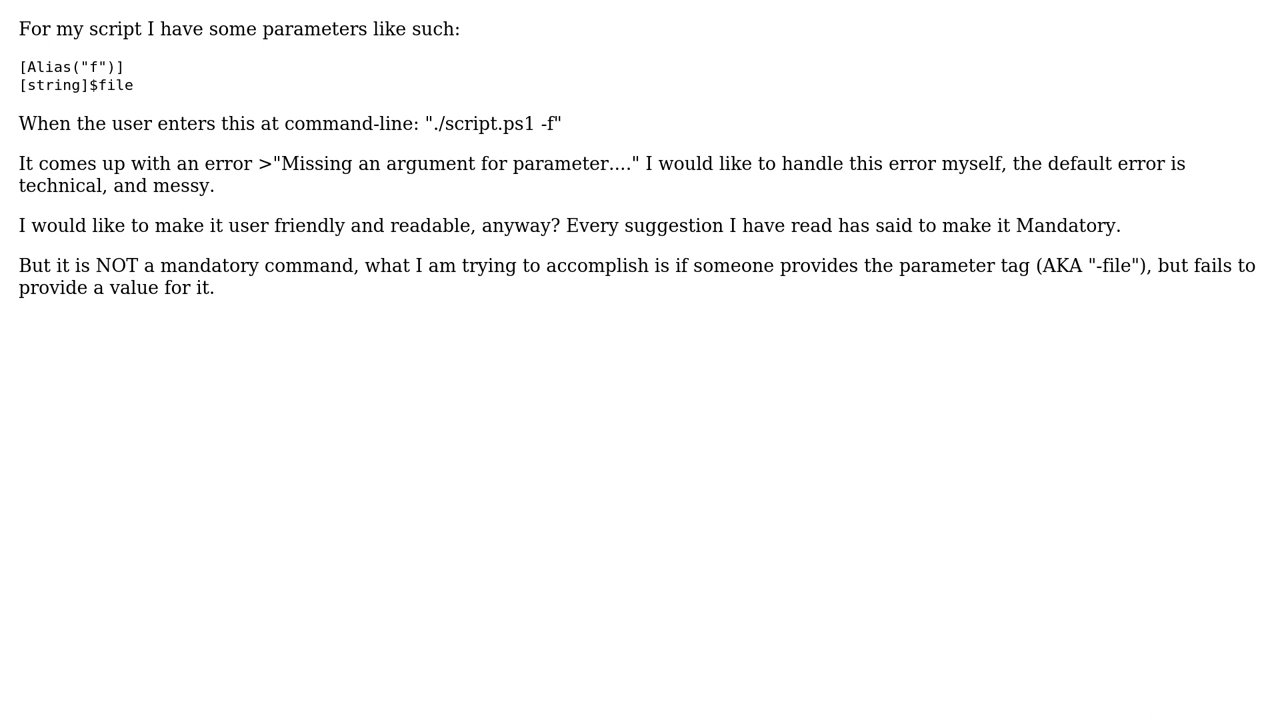 For my script I have some parameters like such:
[Alias("f")]
[string]$file
When the user enters this at command-line: "./script.ps1 -f"
It comes up with an error >"Missing an argument for parameter...." I would like to handle this error myself, the default error is
technical, and messy.
I would like to make it user friendly and readable, anyway? Every suggestion I have read has said to make it Mandatory.
But it is NOT a mandatory command, what I am trying to accomplish is if someone provides the parameter tag (AKA "-file"), but fails to
provide a value for it.